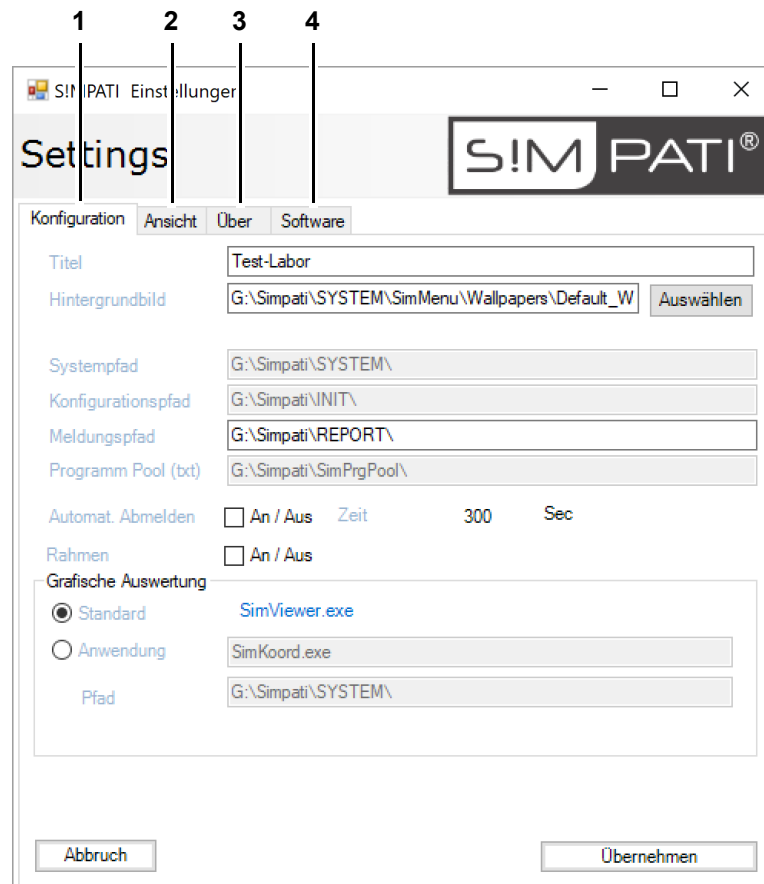 1 2 3 4
S!MPATI Einstellungen
Settings
S!MPATI®
Konfiguration Ansicht Über Software
Titel Test-Labor
Hintergrundbild G:\Simpati\SYSTEM\SimMenu\Wallpapers\Default_W Auswählen
Systempfad G:\Simpati\SYSTEM\
Konfigurationspfad G:\Simpati\INIT\
Meldungspfad G:\Simpati\REPORT\
Programm Pool (txt) G:\Simpati\SimPrgPool\
Automat. Abmelden An / Aus Zeit 300 Sec
Rahmen An / Aus
Grafische Auswertung
Standard SimViewer.exe
Anwendung SimKoord.exe
Pfad G:\Simpati\SYSTEM\
Abbruch Übernehmen